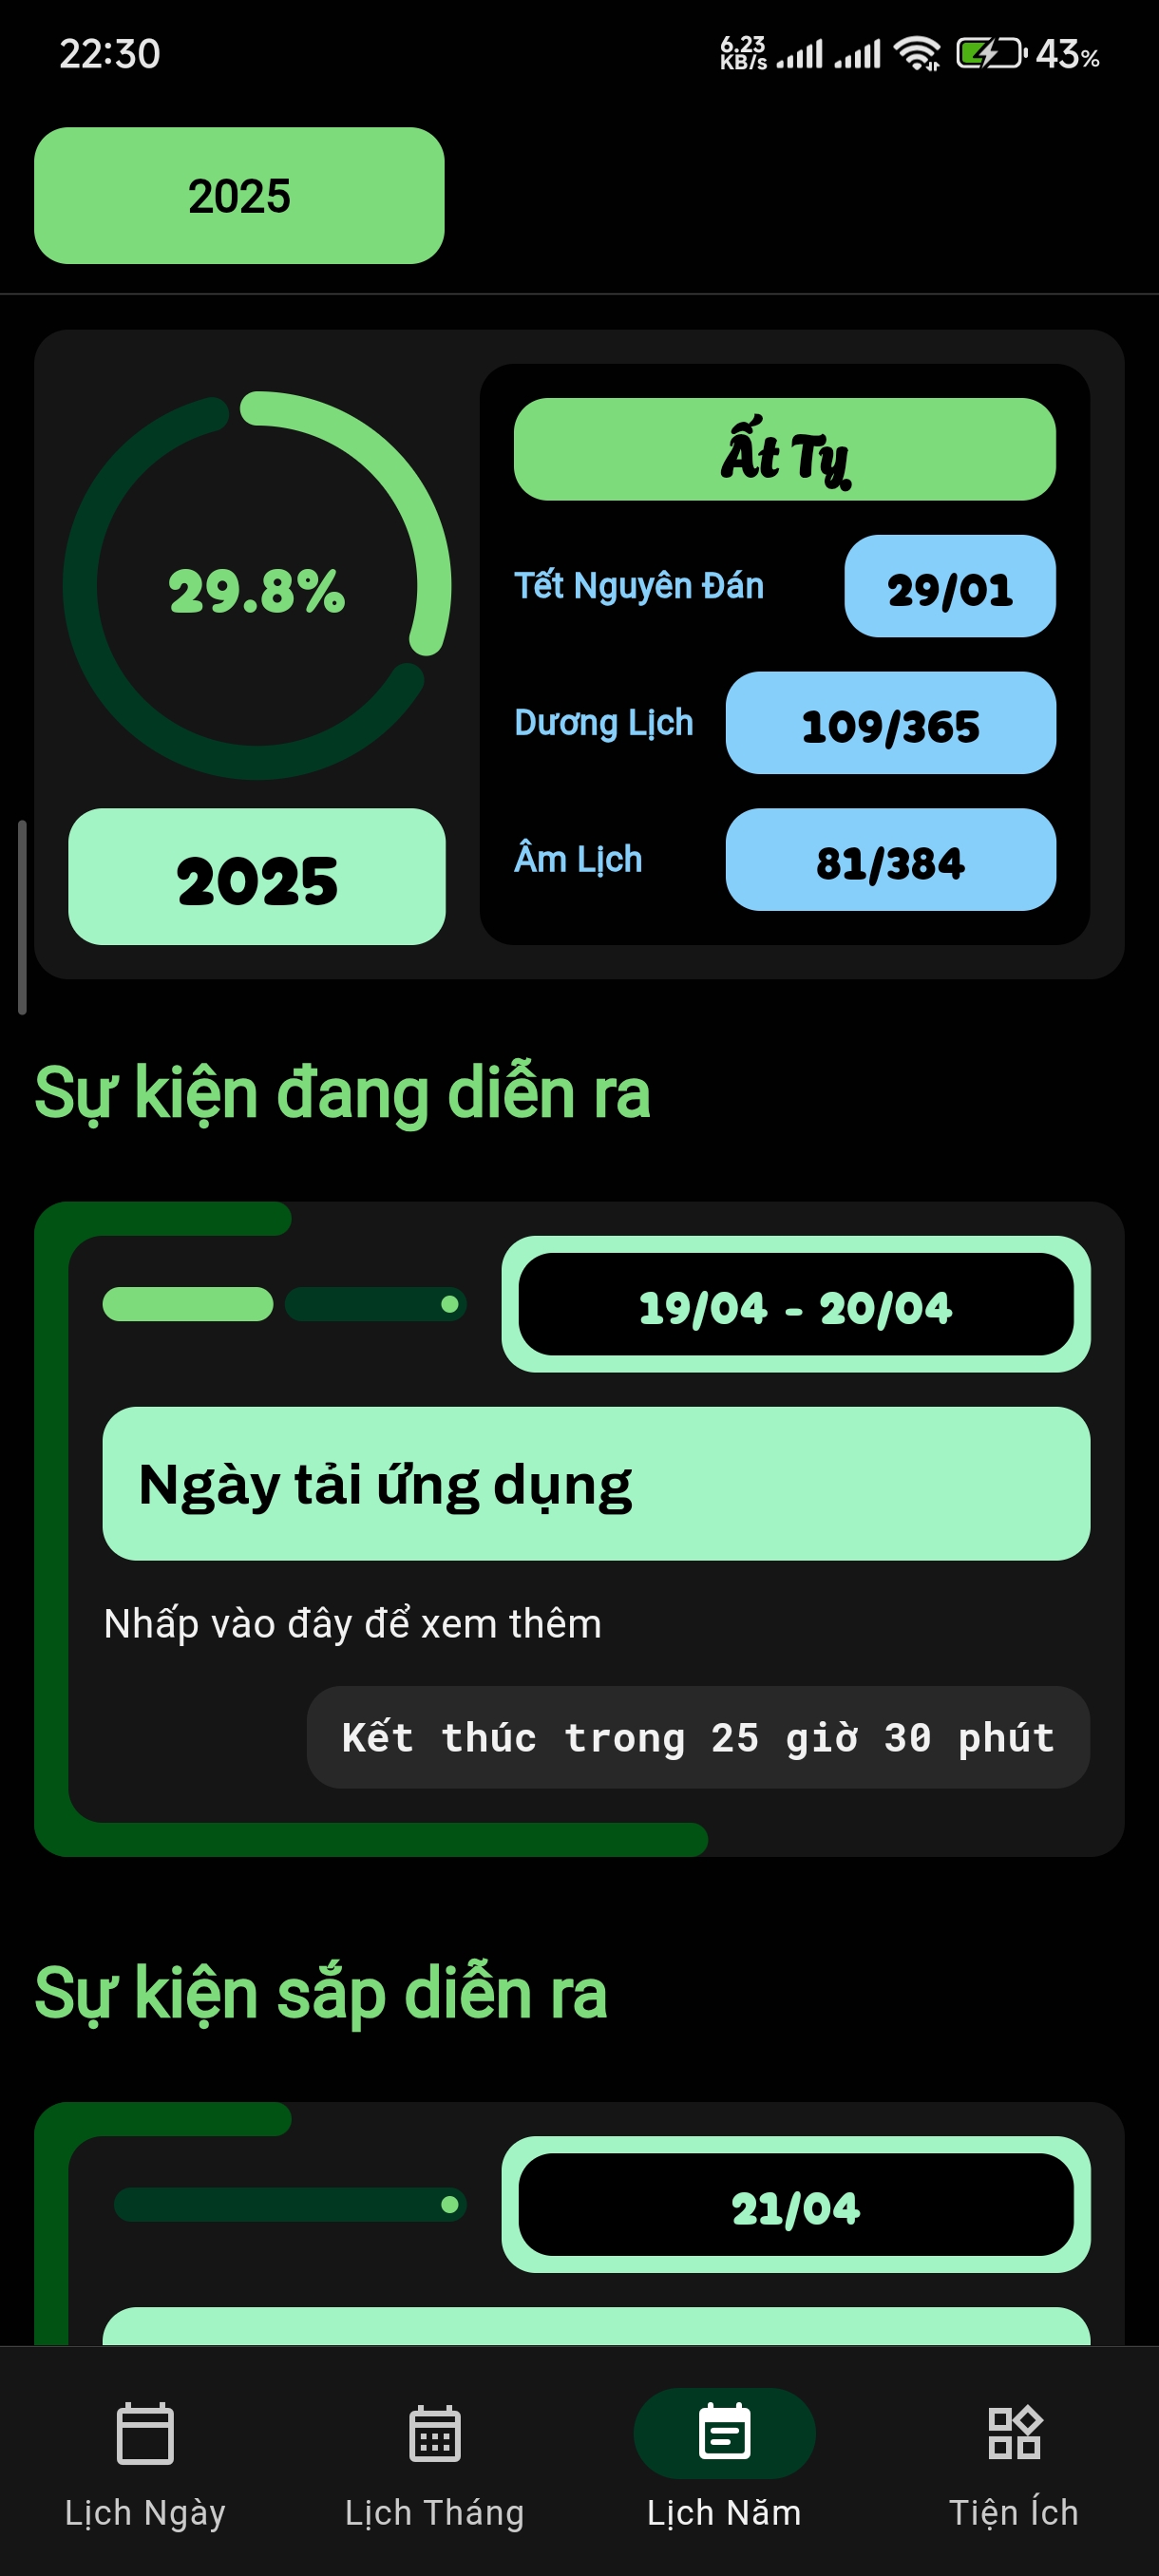 22:30
6.23
KB/s
43%
2025
29.8%
2025
Ất Tỵ
Tết Nguyên Đán
29/01
Dương Lịch
109/365
Âm Lịch
81/384
Sự kiện đang diễn ra
19/04 - 20/04
Ngày tải ứng dụng
Nhấp vào đây để xem thêm
Kết thúc trong 25 giờ 30 phút
Sự kiện sắp diễn ra
21/04
Lịch Ngày
Lịch Tháng
Lịch Năm
Tiện Ích